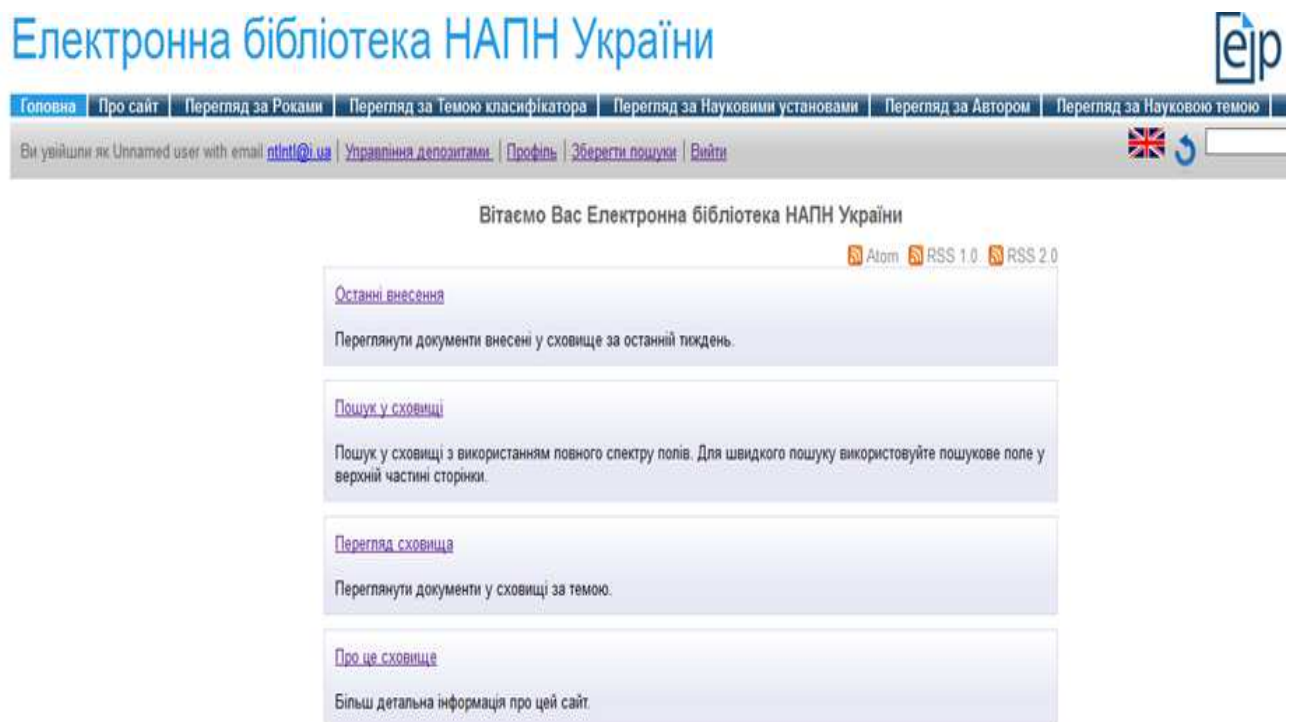 Електронна бібліотека НАПН України
eip
Головна Про сайт Перегляд за Роками Перегляд за Темою класифікатора Перегляд за Науковими установами Перегляд за Автором Перегляд за Науковою темою
Ви увійшли як Unnamed user with email ntlntl@i.ua | Управління депозитами | Профіль | Зберегти пошуки | Вийти
Вітаємо Вас Електронна бібліотека НАПН України
Atom RSS 1.0 RSS 2.0
Останні внесення
Переглянути документи внесені у сховище за останній тиждень.
Пошук у сховищі
Пошук у сховищі з використанням повного спектру полів. Для швидкого пошуку використовуйте пошукове поле у
верхній частині сторінки.
Перегляд сховища
Переглянути документи у сховищі за темою.
Про це сховище
Більш детальна інформація про цей сайт.